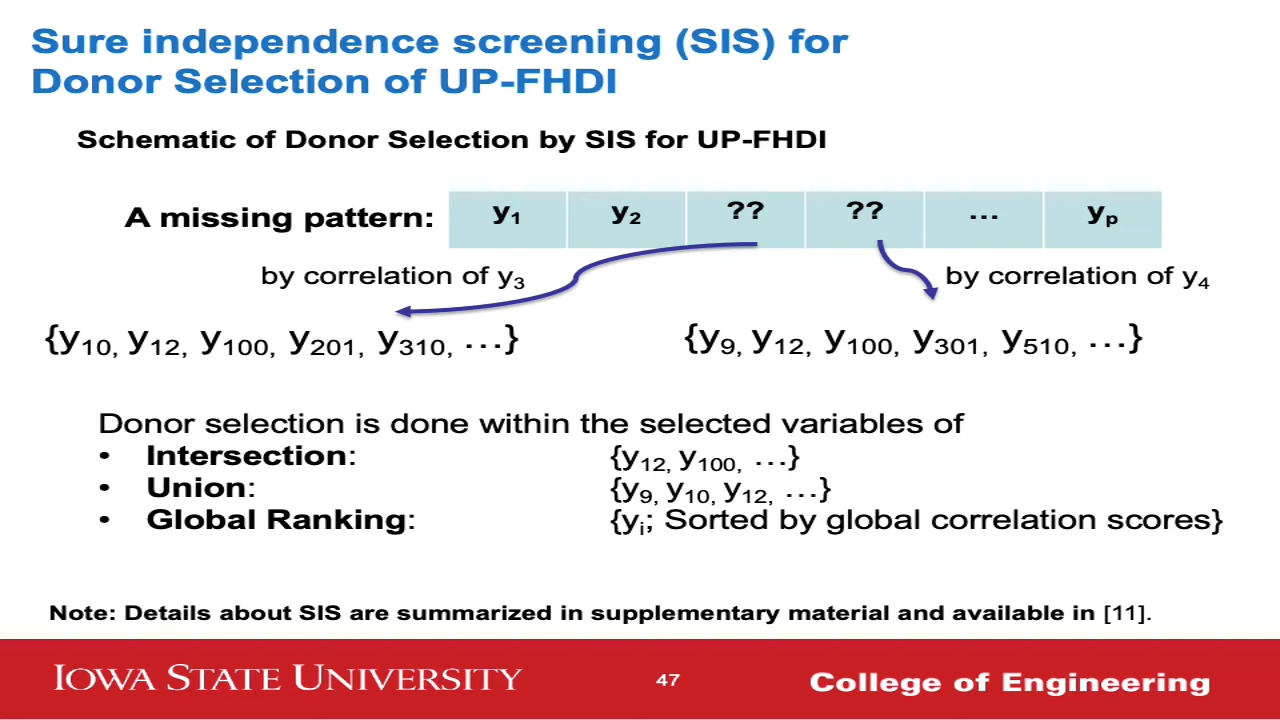 Sure independence screening (SIS) for
Donor Selection of UP-FHDI
Schematic of Donor Selection by SIS for UP-FHDI
A missing pattern: y₁ y₂ ?? ?? … yₚ
by correlation of y₃ by correlation of y₄
{y₁₀, y₁₂, y₁₀₀, y₂₀₁, y₃₁₀, …} {y₉, y₁₂, y₁₀₀, y₃₀₁, y₅₁₀, …}
Donor selection is done within the selected variables of
• Intersection: {y₁₂, y₁₀₀, …}
• Union: {y₉, y₁₀, y₁₂, …}
• Global Ranking: {yᵢ; Sorted by global correlation scores}
Note: Details about SIS are summarized in supplementary material and available in [11].
IOWA STATE UNIVERSITY 47 College of Engineering